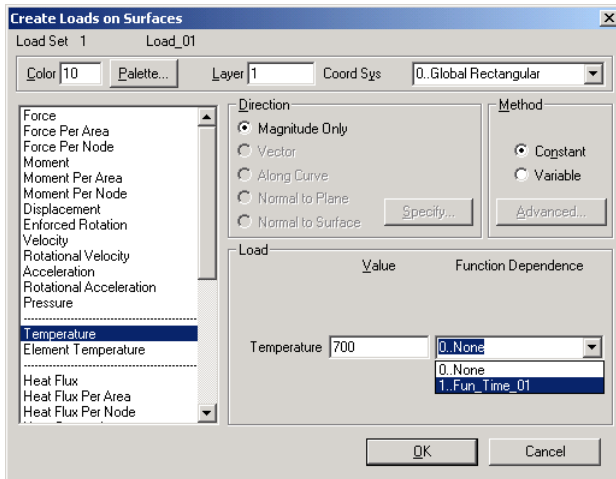 Create Loads on Surfaces
Load Set 1 Load_01
Color 10 Palette... Layer 1 Coord Sys 0..Global Rectangular
Force
Force Per Area
Force Per Node
Moment
Moment Per Area
Moment Per Node
Displacement
Enforced Rotation
Velocity
Rotational Velocity
Acceleration
Rotational Acceleration
Pressure
Temperature
Element Temperature
Heat Flux
Heat Flux Per Area
Heat Flux Per Node
Direction
Magnitude Only
Vector
Along Curve
Normal to Plane
Normal to Surface
Specify...
Method
Constant
Variable
Advanced...
Load
Value Function Dependence
Temperature 700 0..None
0..None
1..Fun_Time_01
OK Cancel